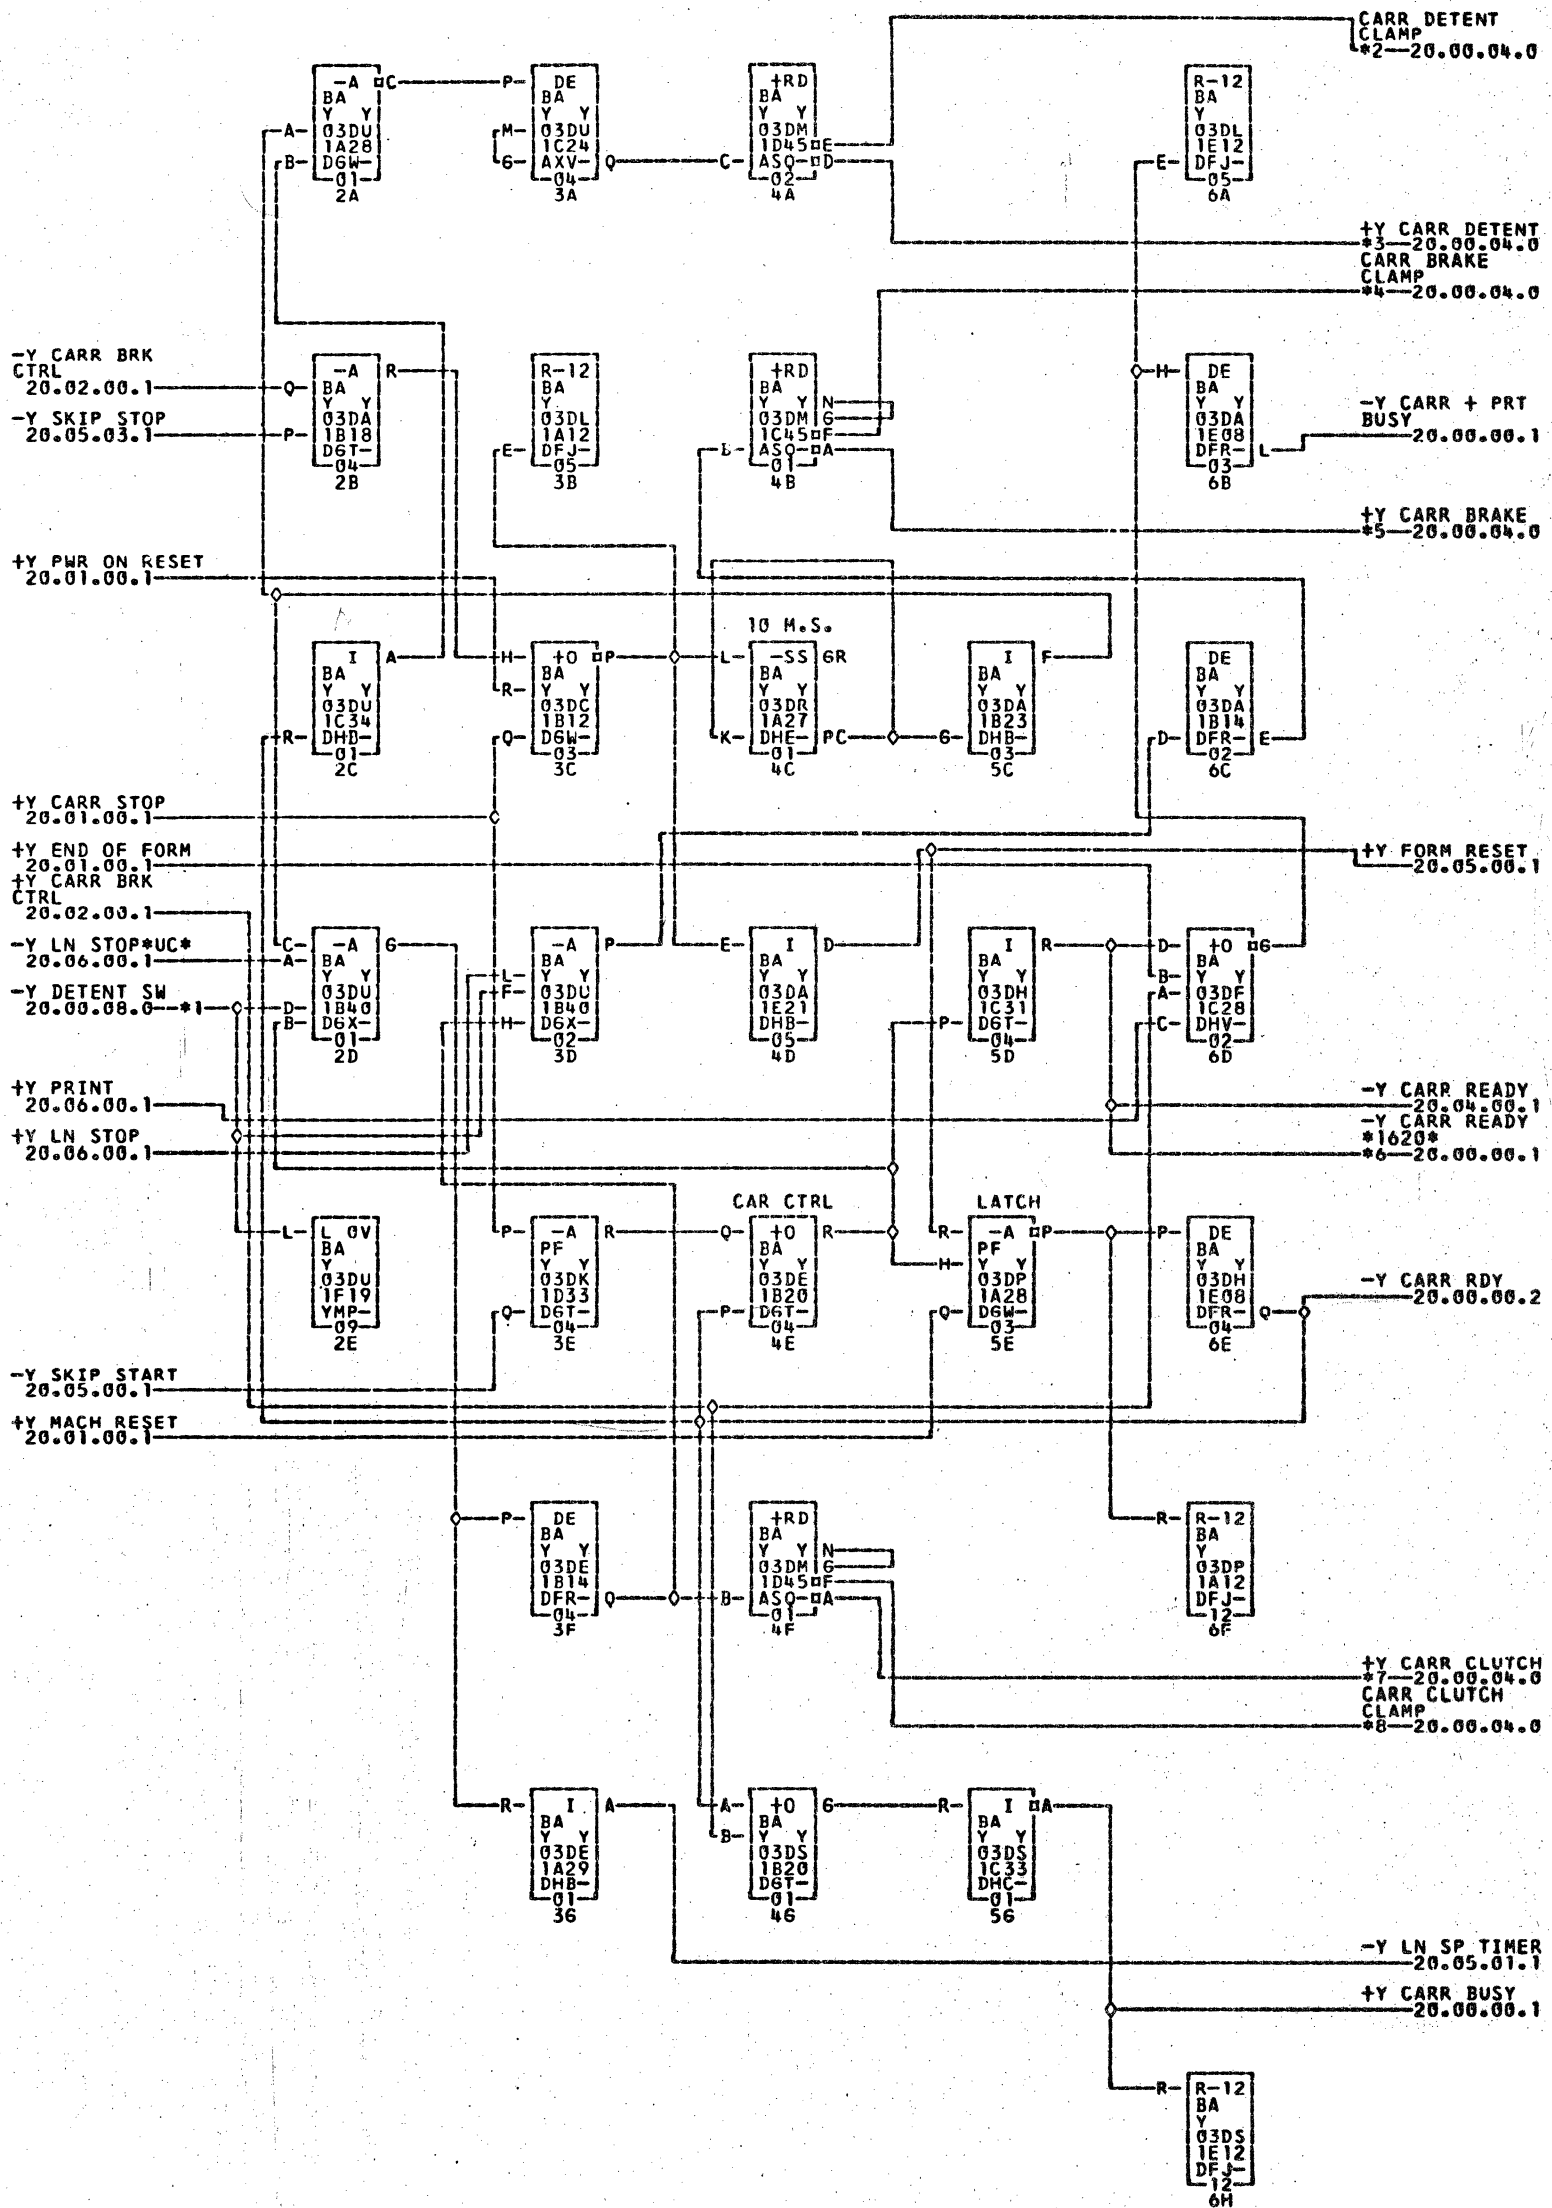 CARR DETENT
CLAMP
*2—20.00.04.0
-A C
BA
Y Y
03DU
1A28
DGW-
01
2A
A-
B-
P- DE
BA
Y Y
M- 03DU
1C24
G- AXV- Q
04
3A
+RD
BA
Y Y
03DM
1D45 E
C- ASQ- D
02
4A
R-12
BA
Y
03DL
1E12
E- DFJ-
05
6A
+Y CARR DETENT
*3—20.00.04.0
CARR BRAKE
CLAMP
*4—20.00.04.0
-Y CARR BRK
CTRL
20.02.00.1
-Y SKIP STOP
20.05.03.1
-A R
Q- BA
Y Y
03DA
P- 1B18
DGT-
04
2B
R-12
BA
Y
03DL
1A12
E- DFJ-
05
3B
+RD
BA
Y Y N
03DM G
1C45 F
B- ASQ- A
01
4B
H- DE
BA
Y Y
03DA
1E08
DFR- L
03
6B
-Y CARR + PRT
BUSY
20.00.00.1
+Y CARR BRAKE
*5—20.00.04.0
+Y PWR ON RESET
20.01.00.1
I A
BA
Y Y
03DU
1C34
R- DHB-
01
2C
H- +O P
BA
R- Y Y
03DC
1B12
Q- DGW-
03
3C
10 M.S.
L- -SS GR
BA
Y Y
03DR
1A27
K- DHE- PC
01
4C
I F
BA
Y Y
03DA
1B23
G- DHB-
03
5C
DE
BA
Y Y
03DA
1B14
D- DFR- E
02
6C
+Y CARR STOP
20.01.00.1
+Y END OF FORM
20.01.00.1
+Y CARR BRK
CTRL
20.02.00.1
-Y LN STOP*UC*
20.06.00.1
-Y DETENT SW
20.00.08.0—*1
+Y FORM RESET
20.05.00.1
C- -A G
A- BA
Y Y
03DU
D- 1B40
B- DGX-
01
2D
-A P
BA
L- Y Y
F- 03DU
1B40
H- DGX-
02
3D
E- I D
BA
Y Y
03DA
1E21
DHB-
05
4D
I R
BA
Y Y
03DH
1C31
P- DGT-
04
5D
D- +O G
BA
B- Y Y
A- 03DF
1C28
C- DHV-
02
6D
+Y PRINT
20.06.00.1
+Y LN STOP
20.06.00.1
-Y CARR READY
20.04.00.1
-Y CARR READY
*1620*
*6—20.00.00.1
L- L OV
BA
Y
03DU
1F19
YMP-
09
2E
P- -A R
PF
Y Y
03DK
1D33
Q- DGT-
04
3E
CAR CTRL
Q- +O R
BA
Y Y
03DE
1B20
P- DGT-
04
4E
LATCH
R- -A P
PF
H- Y Y
03DP
1A28
Q- DGW-
03
5E
P- DE
BA
Y Y
03DH
1E08
DFR- Q
04
6E
-Y CARR RDY
20.00.00.2
-Y SKIP START
20.05.00.1
+Y MACH RESET
20.01.00.1
P- DE
BA
Y Y
03DE
1B14
DFR- Q
04
3F
+RD
BA
Y Y N
03DM G
1D45 F
B- ASQ- A
01
4F
R- R-12
BA
Y
03DP
1A12
DFJ-
12
6F
+Y CARR CLUTCH
*7—20.00.04.0
CARR CLUTCH
CLAMP
*8—20.00.04.0
R- I A
BA
Y Y
03DE
1A29
DHB-
01
3G
A- +O G
BA
B- Y Y
03DS
1B20
DGT-
01
4G
R- I A
BA
Y Y
03DS
1C33
DHC-
01
5G
-Y LN SP TIMER
20.05.01.1
+Y CARR BUSY
20.00.00.1
R- R-12
BA
Y
03DS
1E12
DFJ-
12
6H